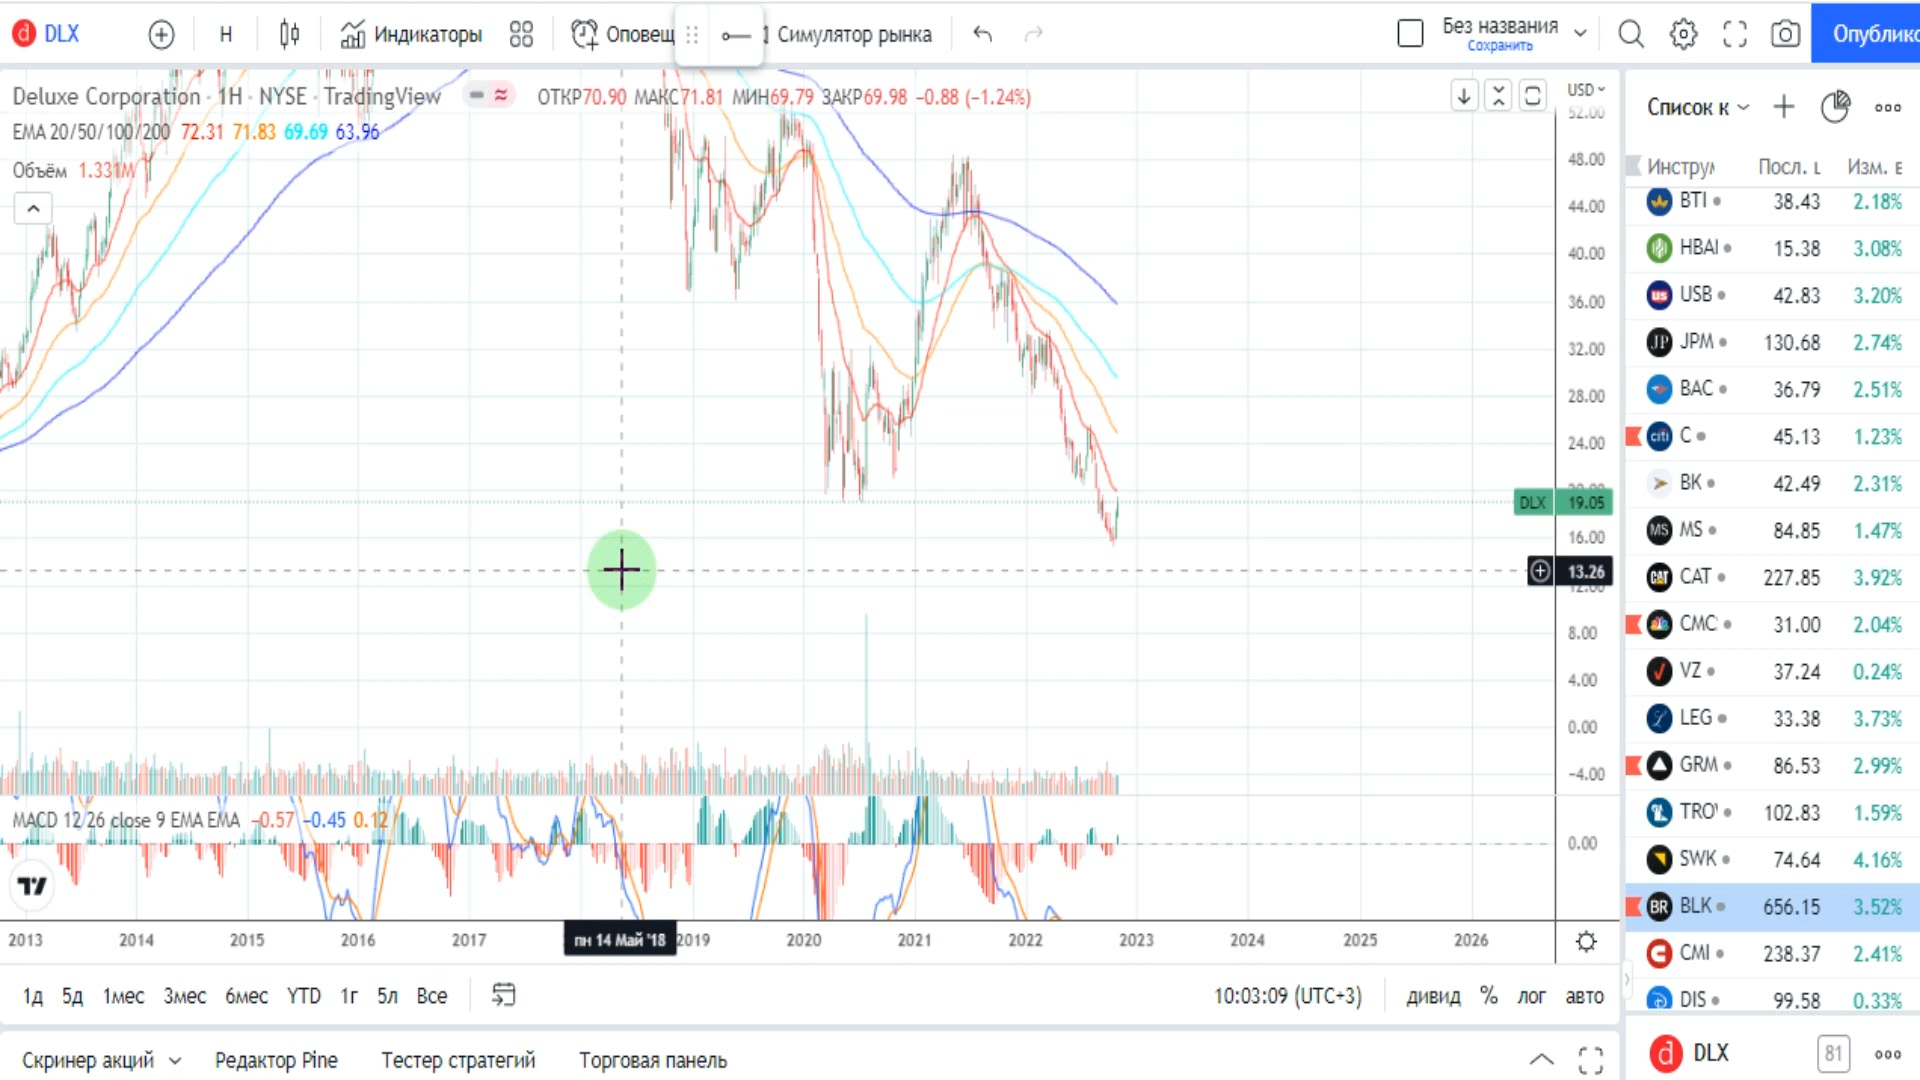 DLX
Н
Индикаторы
Оповещ
Симулятор рынка
Без названия
Сохранить
Опублико
Deluxe Corporation · 1Н · NYSE · TradingView
ОТКР70.90 МАКС71.81 МИН69.79 ЗАКР69.98 −0.88 (−1.24%)
EMA 20/50/100/200 72.31 71.83 69.69 63.96
Объём 1.331M
USD
52.00
48.00
44.00
40.00
36.00
32.00
28.00
24.00
DLX 19.05
16.00
13.26
12.00
8.00
4.00
0.00
−4.00
MACD 12 26 close 9 EMA EMA −0.57 −0.45 0.12
0.00
2013 2014 2015 2016 2017 пн 14 Май '18 2019 2020 2021 2022 2023 2024 2025 2026
1д 5д 1мес 3мес 6мес YTD 1г 5л Все
10:03:09 (UTC+3) дивид % лог авто
Скринер акций Редактор Pine Тестер стратегий Торговая панель
Список к
Инструм Посл. Изм.
BTI 38.43 2.18%
HBAI 15.38 3.08%
us USB 42.83 3.20%
JP JPM 130.68 2.74%
BAC 36.79 2.51%
citi C 45.13 1.23%
BK 42.49 2.31%
MS MS 84.85 1.47%
CAT CAT 227.85 3.92%
CMC 31.00 2.04%
VZ 37.24 0.24%
LEG 33.38 3.73%
GRM 86.53 2.99%
TRO 102.83 1.59%
SWK 74.64 4.16%
BR BLK 656.15 3.52%
CMI 238.37 2.41%
DIS 99.58 0.33%
d DLX 81